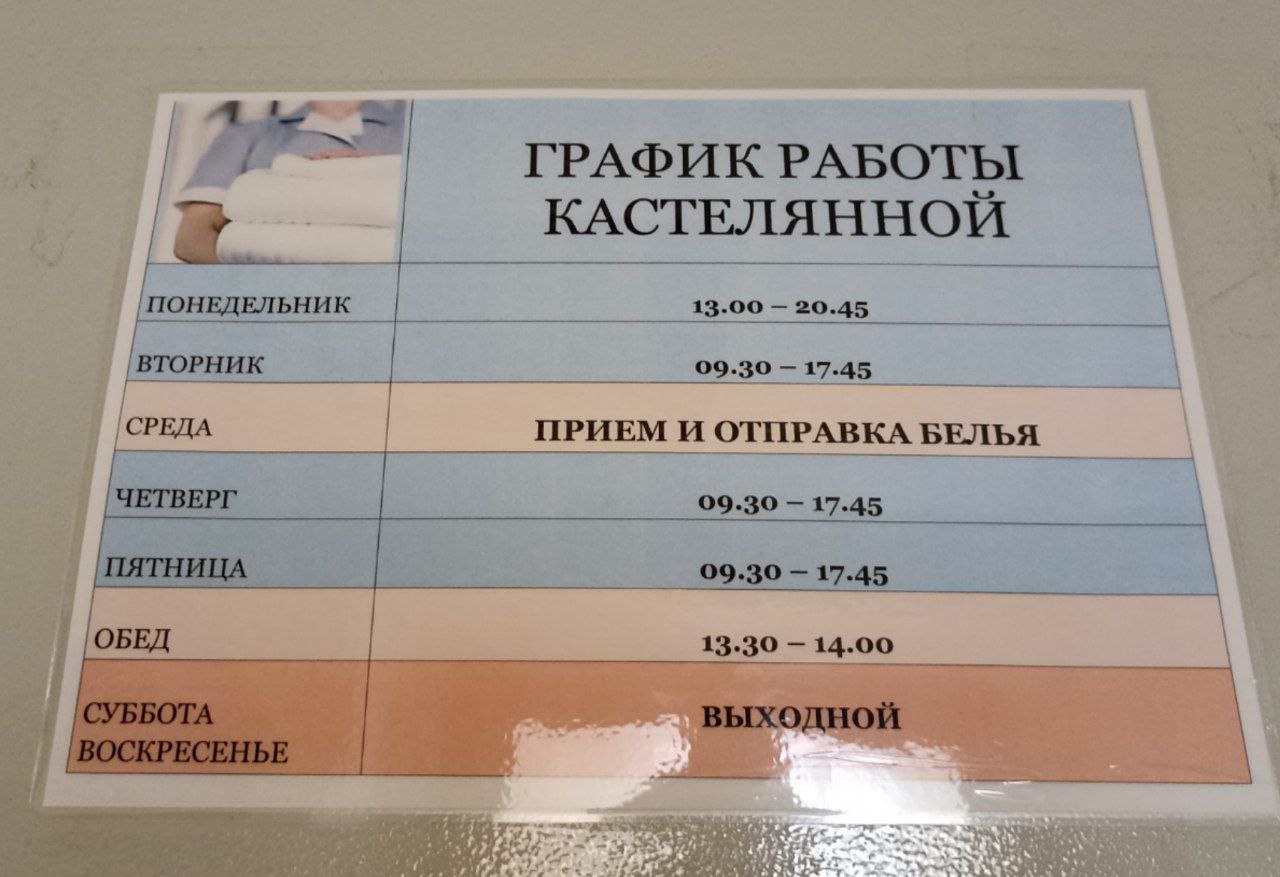 ГРАФИК РАБОТЫ
КАСТЕЛЯННОЙ
ПОНЕДЕЛЬНИК 13.00 – 20.45
ВТОРНИК 09.30 – 17.45
СРЕДА ПРИЕМ И ОТПРАВКА БЕЛЬЯ
ЧЕТВЕРГ 09.30 – 17.45
ПЯТНИЦА 09.30 – 17.45
ОБЕД 13.30 – 14.00
СУББОТА ВЫХОДНОЙ
ВОСКРЕСЕНЬЕ